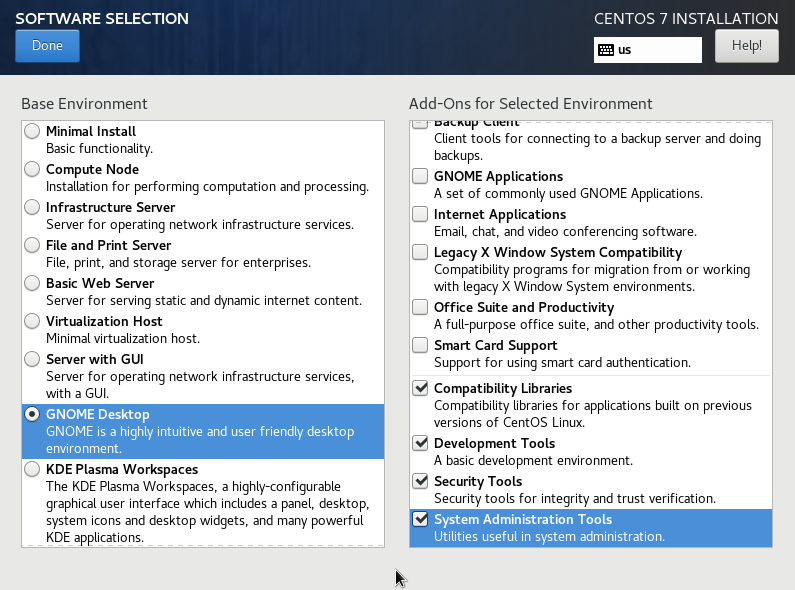 SOFTWARE SELECTION
Done
CENTOS 7 INSTALLATION
us
Help!
Base Environment
Minimal Install
Basic functionality.
Compute Node
Installation for performing computation and processing.
Infrastructure Server
Server for operating network infrastructure services.
File and Print Server
File, print, and storage server for enterprises.
Basic Web Server
Server for serving static and dynamic internet content.
Virtualization Host
Minimal virtualization host.
Server with GUI
Server for operating network infrastructure services,
with a GUI.
GNOME Desktop
GNOME is a highly intuitive and user friendly desktop
environment.
KDE Plasma Workspaces
The KDE Plasma Workspaces, a highly-configurable
graphical user interface which includes a panel, desktop,
system icons and desktop widgets, and many powerful
KDE applications.
Add-Ons for Selected Environment
Backup Client
Client tools for connecting to a backup server and doing
backups.
GNOME Applications
A set of commonly used GNOME Applications.
Internet Applications
Email, chat, and video conferencing software.
Legacy X Window System Compatibility
Compatibility programs for migration from or working
with legacy X Window System environments.
Office Suite and Productivity
A full-purpose office suite, and other productivity tools.
Smart Card Support
Support for using smart card authentication.
Compatibility Libraries
Compatibility libraries for applications built on previous
versions of CentOS Linux.
Development Tools
A basic development environment.
Security Tools
Security tools for integrity and trust verification.
System Administration Tools
Utilities useful in system administration.